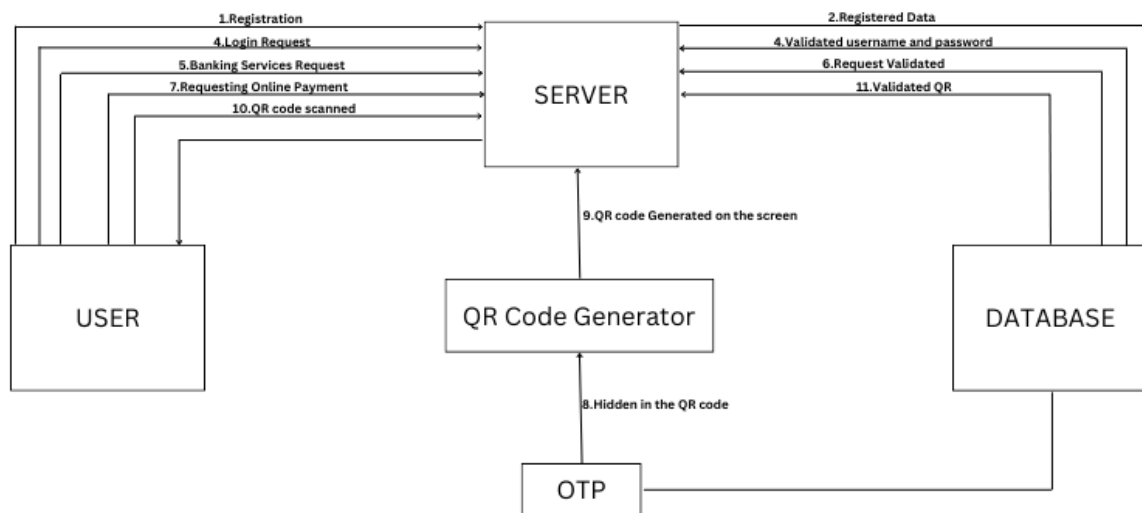 1.Registration
2.Registered Data
4.Login Request
4.Validated username and password
5.Banking Services Request
6.Request Validated
7.Requesting Online Payment
11.Validated QR
10.QR code scanned
SERVER
9.QR code Generated on the screen
USER
QR Code Generator
DATABASE
8.Hidden in the QR code
OTP